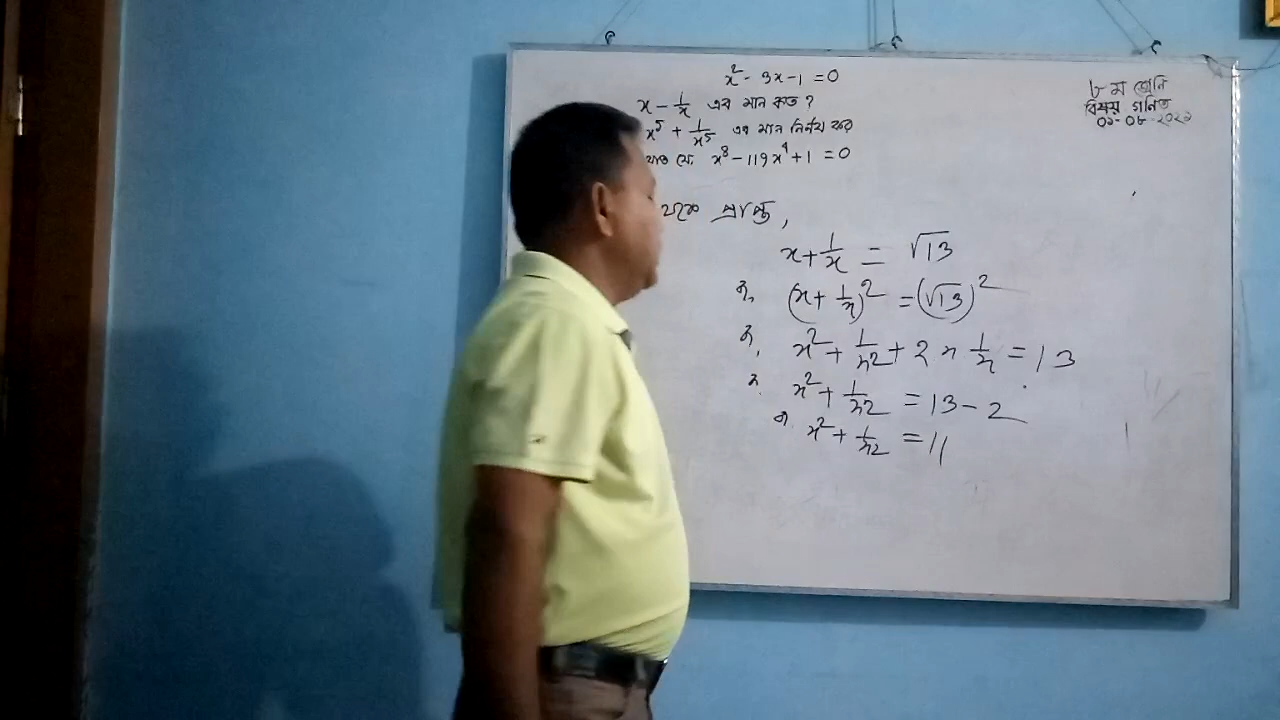 x² - 3x - 1 = 0
x - 1/x এর মান কত ?
x⁵ + 1/x⁵ এর মান নির্ণয় কর
যে, x⁸ - 119x⁴ + 1 = 0
৮ম শ্রেণি
বিষয় গনিত
প্রাপ্ত,
x + 1/x = √13
বা, (x + 1/x)² = (√13)²
বা, x² + 1/x² + 2 x 1/x = 13
বা, x² + 1/x² = 13 - 2
বা, x² + 1/x² = 11